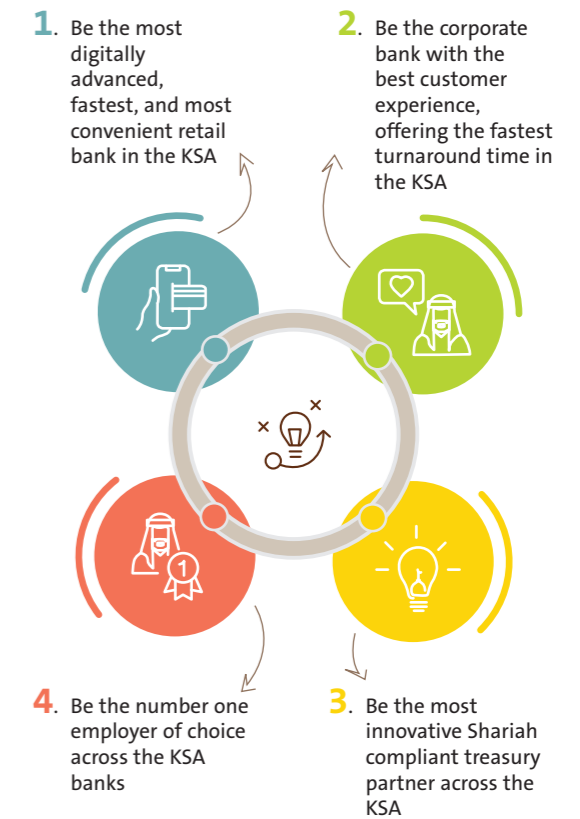 1. Be the most
digitally
advanced,
fastest, and most
convenient retail
bank in the KSA
2. Be the corporate
bank with the
best customer
experience,
offering the fastest
turnaround time in
the KSA
1
4. Be the number one
employer of choice
across the KSA
banks
3. Be the most
innovative Shariah
compliant treasury
partner across the
KSA